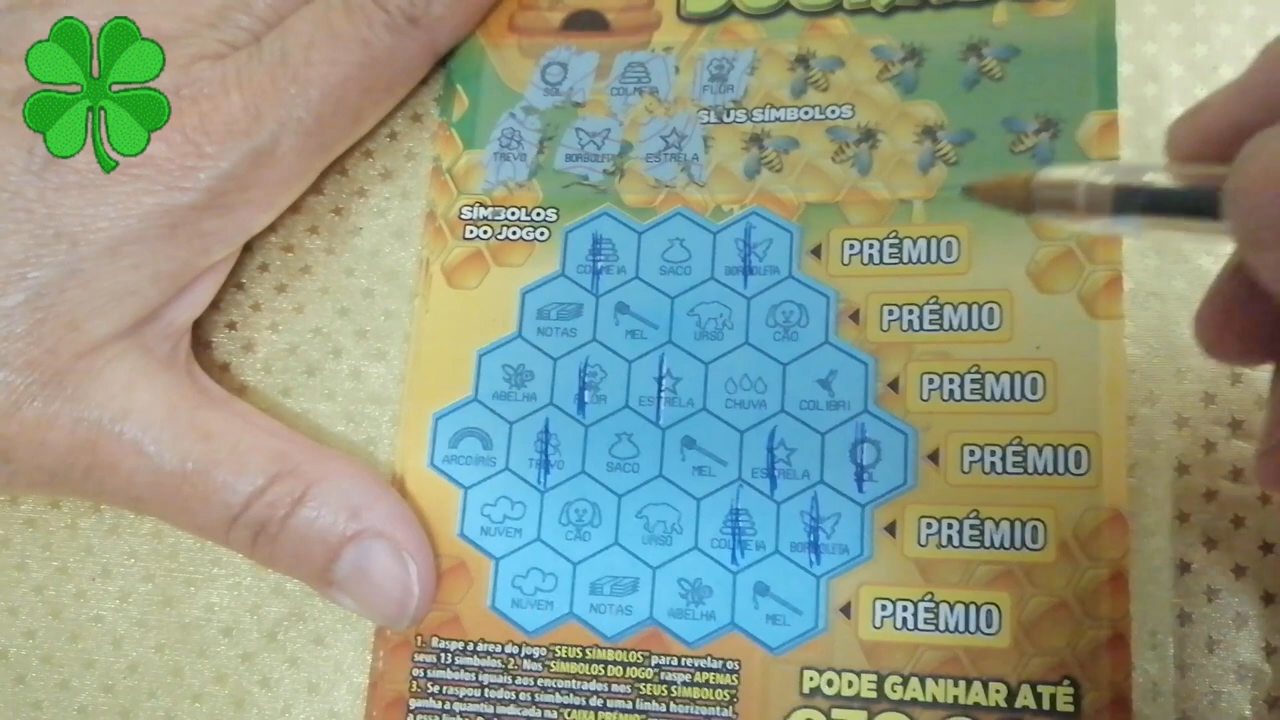 SOL COLMEIA FLOR
SEUS SÍMBOLOS
TREVO BORBOLETA ESTRELA
SÍMBOLOS
DO JOGO
COLMEIA SACO BORBOLETA PRÉMIO
NOTAS MEL URSO CÃO PRÉMIO
ABELHA FLOR ESTRELA CHUVA COLIBRI PRÉMIO
ARCOÍRIS TREVO SACO MEL ESTRELA SOL PRÉMIO
NUVEM CÃO URSO COLMEIA BORBOLETA PRÉMIO
NUVEM NOTAS ABELHA MEL PRÉMIO
1. Raspe a área do jogo "SEUS SÍMBOLOS" para revelar os
seus 13 símbolos. 2. Nos "SÍMBOLOS DO JOGO" raspe APENAS
os símbolos iguais aos encontrados nos "SEUS SÍMBOLOS".
3. Se raspou todos os símbolos de uma linha horizontal,
ganha a quantia indicada na "CAIXA PRÉMIO"
PODE GANHAR ATÉ